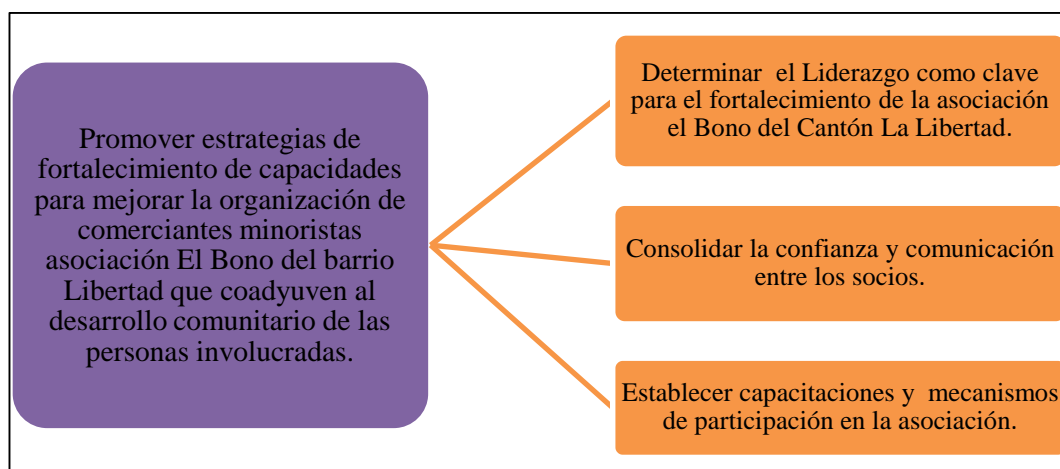 Promover estrategias de
fortalecimiento de capacidades
para mejorar la organización de
comerciantes minoristas
asociación El Bono del barrio
Libertad que coadyuven al
desarrollo comunitario de las
personas involucradas.
Determinar  el Liderazgo como clave
para el fortalecimiento de la asociación
el Bono del Cantón La Libertad.
Consolidar la confianza y comunicación
entre los socios.
Establecer capacitaciones y  mecanismos
de participación en la asociación.